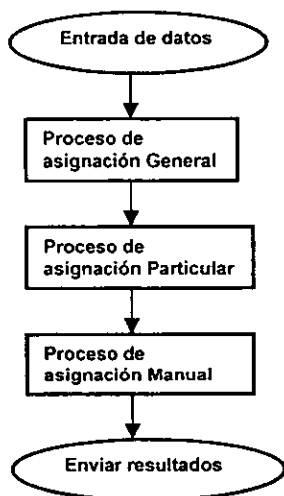 Entrada de datos
Proceso de
asignación General
Proceso de
asignación Particular
Proceso de
asignación Manual
Enviar resultados